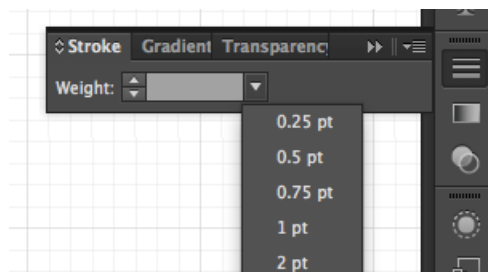 Stroke Gradient Transparency
Weight:
0.25 pt
0.5 pt
0.75 pt
1 pt
2 pt